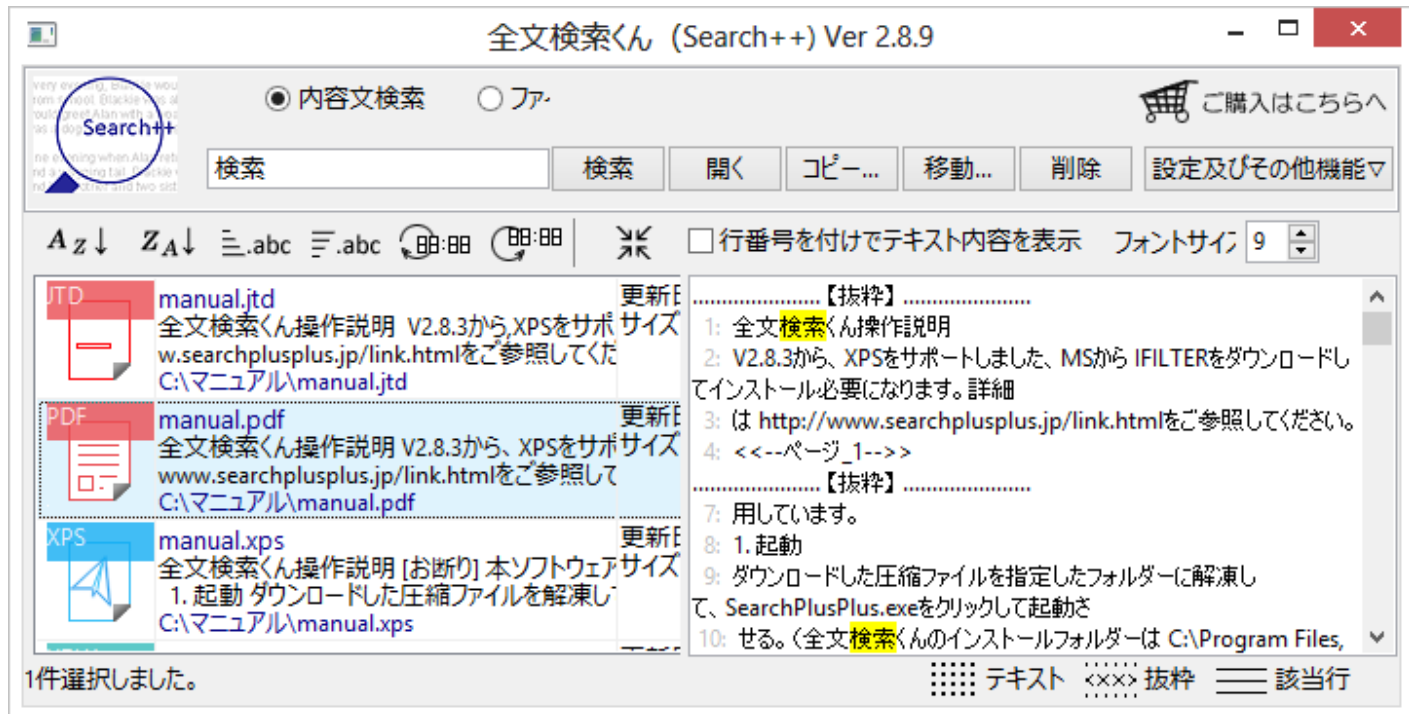 全文検索くん (Search++) Ver 2.8.9
Search++
内容文検索
ファ
ご購入はこちらへ
検索
検索
開く
コピー...
移動...
削除
設定及びその他機能▽
A Z↓
Z A↓
.abc
.abc
88:88
88:88
行番号を付けでテキスト内容を表示
フォントサイズ
9
JTD
manual.jtd
更新日
全文検索くん操作説明 V2.8.3から,XPSをサポ
サイズ
w.searchplusplus.jp/link.htmlをご参照してくだ
C:\マニュアル\manual.jtd
PDF
manual.pdf
更新日
全文検索くん操作説明 V2.8.3から、XPSをサポ
サイズ
www.searchplusplus.jp/link.htmlをご参照して
C:\マニュアル\manual.pdf
XPS
manual.xps
更新日
全文検索くん操作説明 [お断り] 本ソフトウェア
サイズ
1. 起動 ダウンロードした圧縮ファイルを解凍し
C:\マニュアル\manual.xps
......................【抜粋】......................
1: 全文検索くん操作説明
2: V2.8.3から、XPSをサポートしました、MSから IFILTERをダウンロードし
てインストール必要になります。詳細
3: は http://www.searchplusplus.jp/link.htmlをご参照してください。
4: <<--ページ_1-->>
......................【抜粋】......................
7: 用しています。
8: 1. 起動
9: ダウンロードした圧縮ファイルを指定したフォルダーに解凍し
て、SearchPlusPlus.exeをクリックして起動さ
10: せる。(全文検索くんのインストールフォルダーは C:\Program Files,
1件選択しました。
テキスト
<xx>
抜粋
該当行